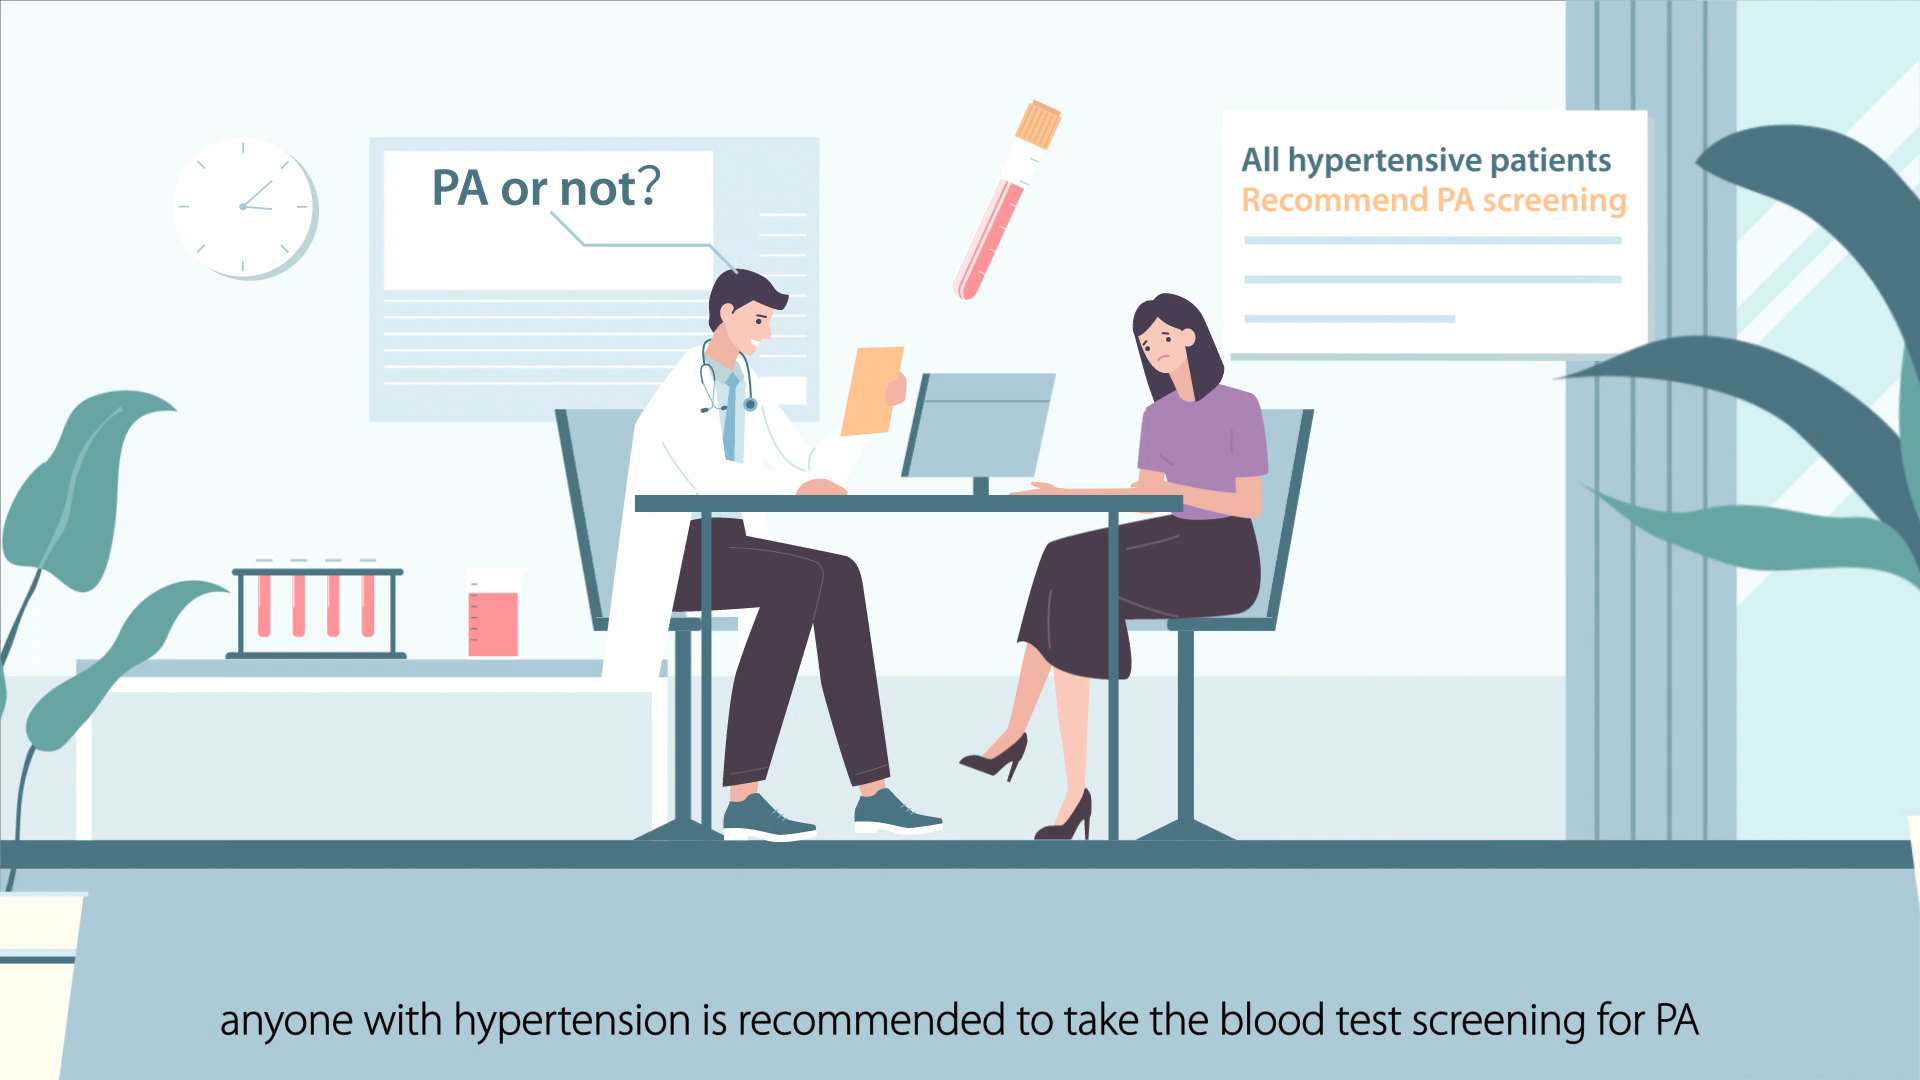 PA or not?
All hypertensive patients
Recommend PA screening
anyone with hypertension is recommended to take the blood test screening for PA